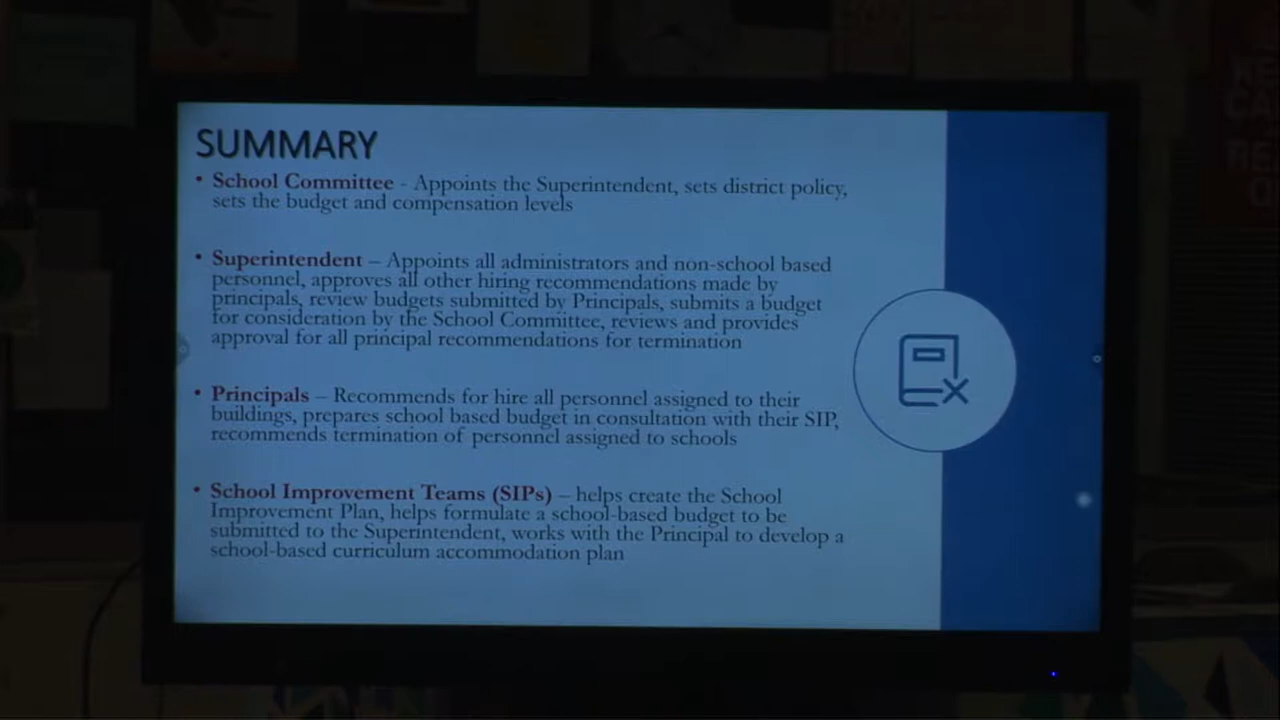 SUMMARY
• School Committee - Appoints the Superintendent, sets district policy,
sets the budget and compensation levels
• Superintendent – Appoints all administrators and non-school based
personnel, approves all other hiring recommendations made by
principals, review budgets submitted by Principals, submits a budget
for consideration by the School Committee, reviews and provides
approval for all principal recommendations for termination
• Principals – Recommends for hire all personnel assigned to their
buildings, prepares school based budget in consultation with their SIP,
recommends termination of personnel assigned to schools
• School Improvement Teams (SIPs) – helps create the School
Improvement Plan, helps formulate a school-based budget to be
submitted to the Superintendent, works with the Principal to develop a
school-based curriculum accommodation plan